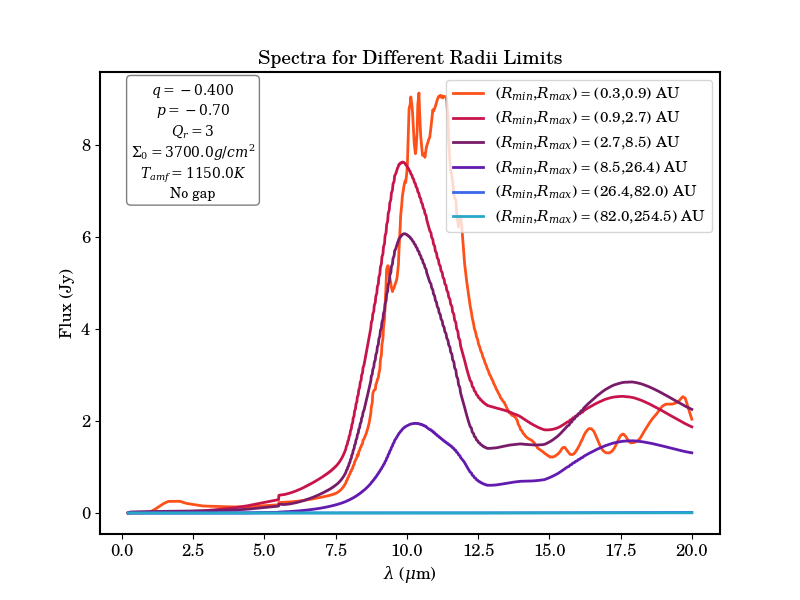 Spectra for Different Radii Limits
q = −0.400
p = −0.70
Q_r = 3
Σ_0 = 3700.0g/cm^2
T_amf = 1150.0K
No gap
(R_min,R_max) = (0.3,0.9) AU
(R_min,R_max) = (0.9,2.7) AU
(R_min,R_max) = (2.7,8.5) AU
(R_min,R_max) = (8.5,26.4) AU
(R_min,R_max) = (26.4,82.0) AU
(R_min,R_max) = (82.0,254.5) AU
Flux (Jy)
8
6
4
2
0
0.0 2.5 5.0 7.5 10.0 12.5 15.0 17.5 20.0
λ (μm)